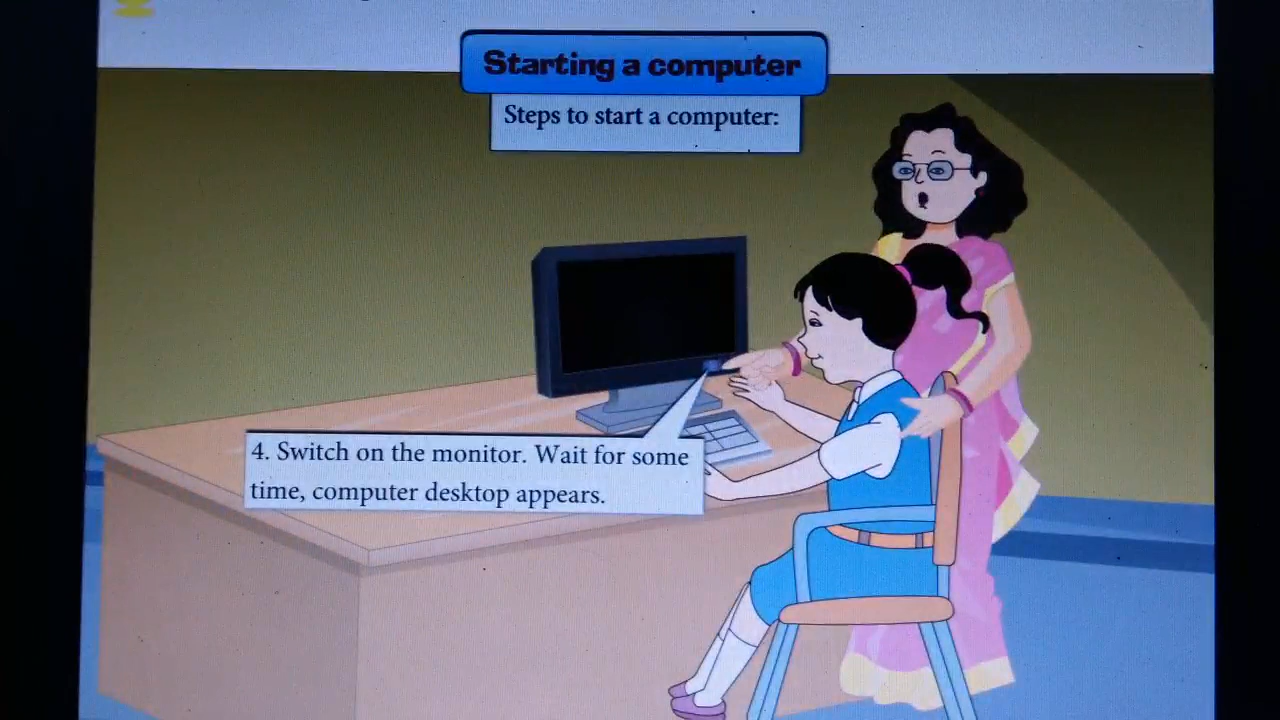 Starting a computer
Steps to start a computer:
4. Switch on the monitor. Wait for some
time, computer desktop appears.